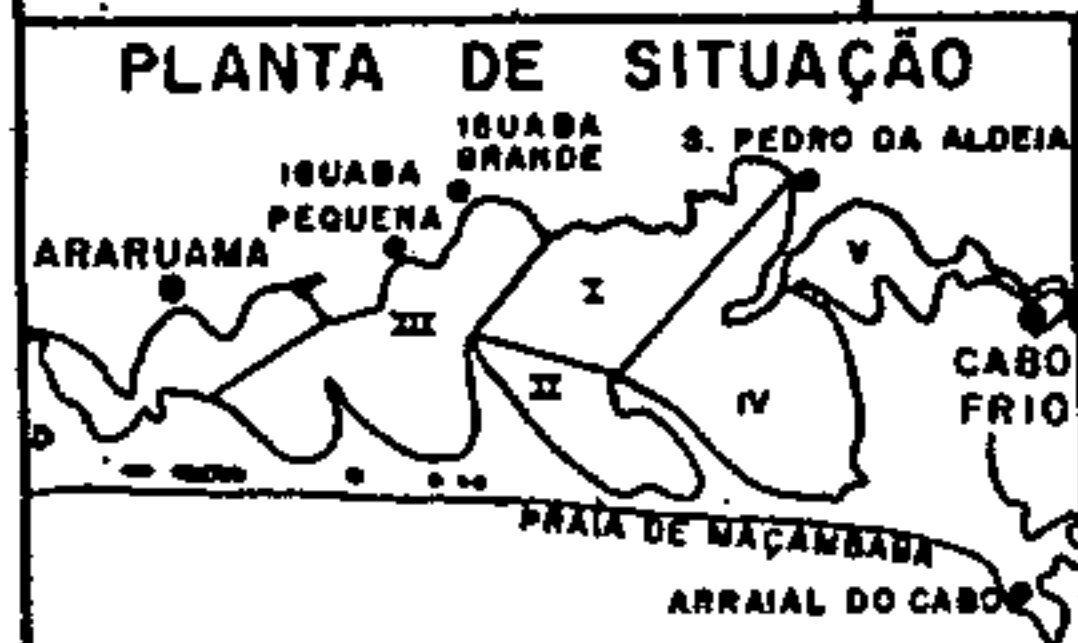 PLANTA DE SITUAÇÃO
IGUABA
GRANDE
S. PEDRO DA ALDEIA
IGUABA
PEQUENA
ARARUAMA
V
I
III
CABO
FRIO
II
IV
PRAIA DE MAÇAMBABA
ARRAIAL DO CABO